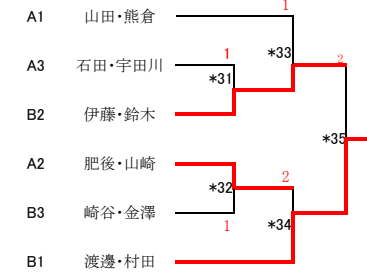 A1 山田・熊倉 1
*33
A3 石田・宇田川 1 2
*31
B2 伊藤・鈴木
*35
A2 肥後・山崎 2
*32
B3 崎谷・金澤 1
*34
B1 渡邊・村田